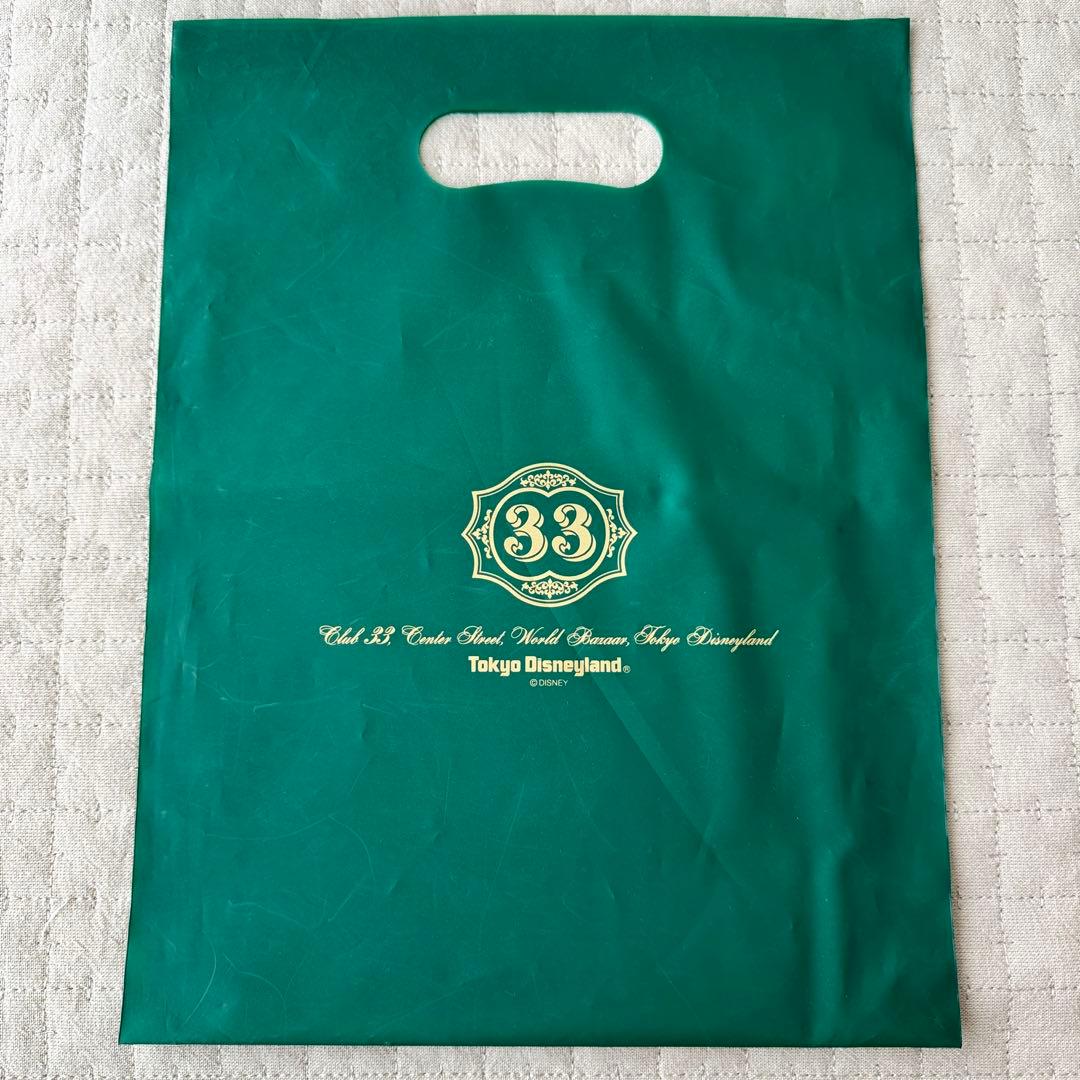 33
Club 33, Center Street, World Bazaar, Tokyo Disneyland
Tokyo Disneyland®
© DISNEY